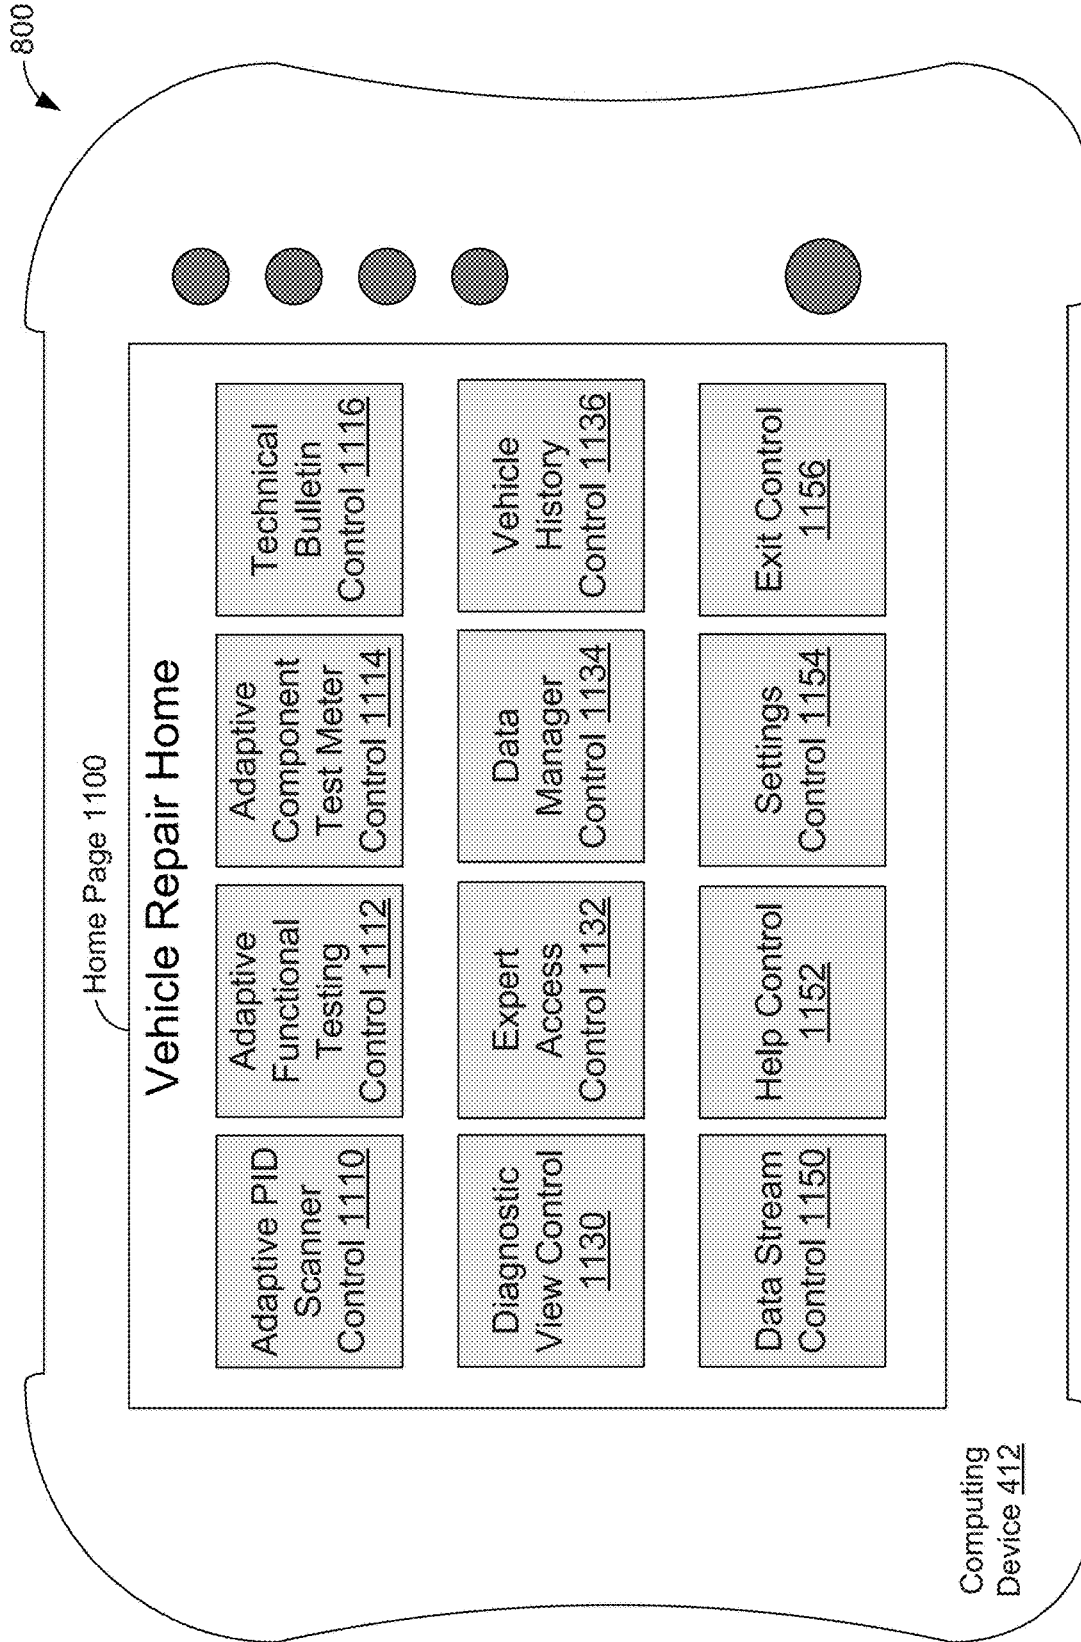 800
Home Page 1100
Vehicle Repair Home
Adaptive PID
Scanner
Control 1110
Adaptive
Functional
Testing
Control 1112
Adaptive
Component
Test Meter
Control 1114
Technical
Bulletin
Control 1116
Diagnostic
View Control
1130
Expert
Access
Control 1132
Data
Manager
Control 1134
Vehicle
History
Control 1136
Data Stream
Control 1150
Help Control
1152
Settings
Control 1154
Exit Control
1156
Computing
Device 412